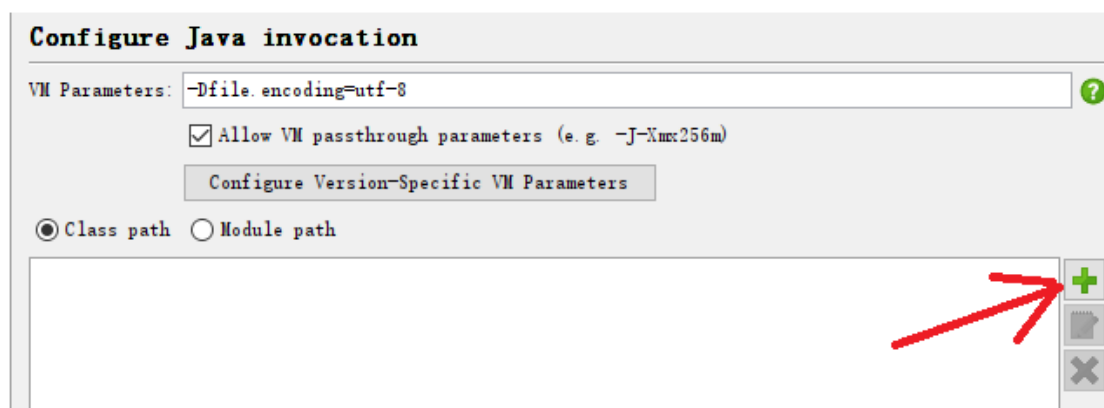 Configure Java invocation
VM Parameters: -Dfile.encoding=utf-8
Allow VM passthrough parameters (e.g. -J-Xmx256m)
Configure Version-Specific VM Parameters
Class path Module path